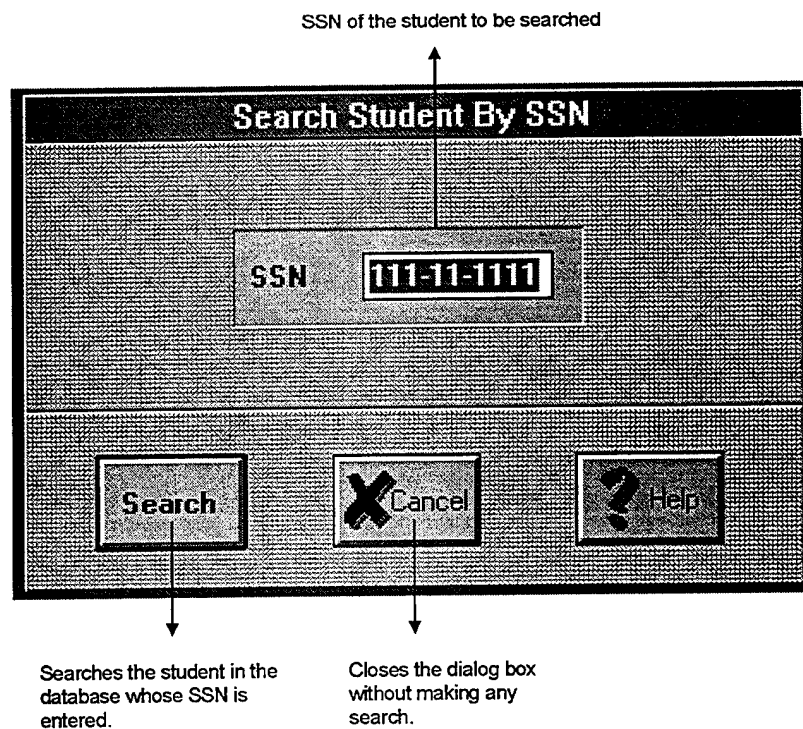 SSN of the student to be searched
Search Student By SSN
SSN 111-11-1111
Search Cancel Help
Searches the student in the
database whose SSN is
entered.
Closes the dialog box
without making any
search.